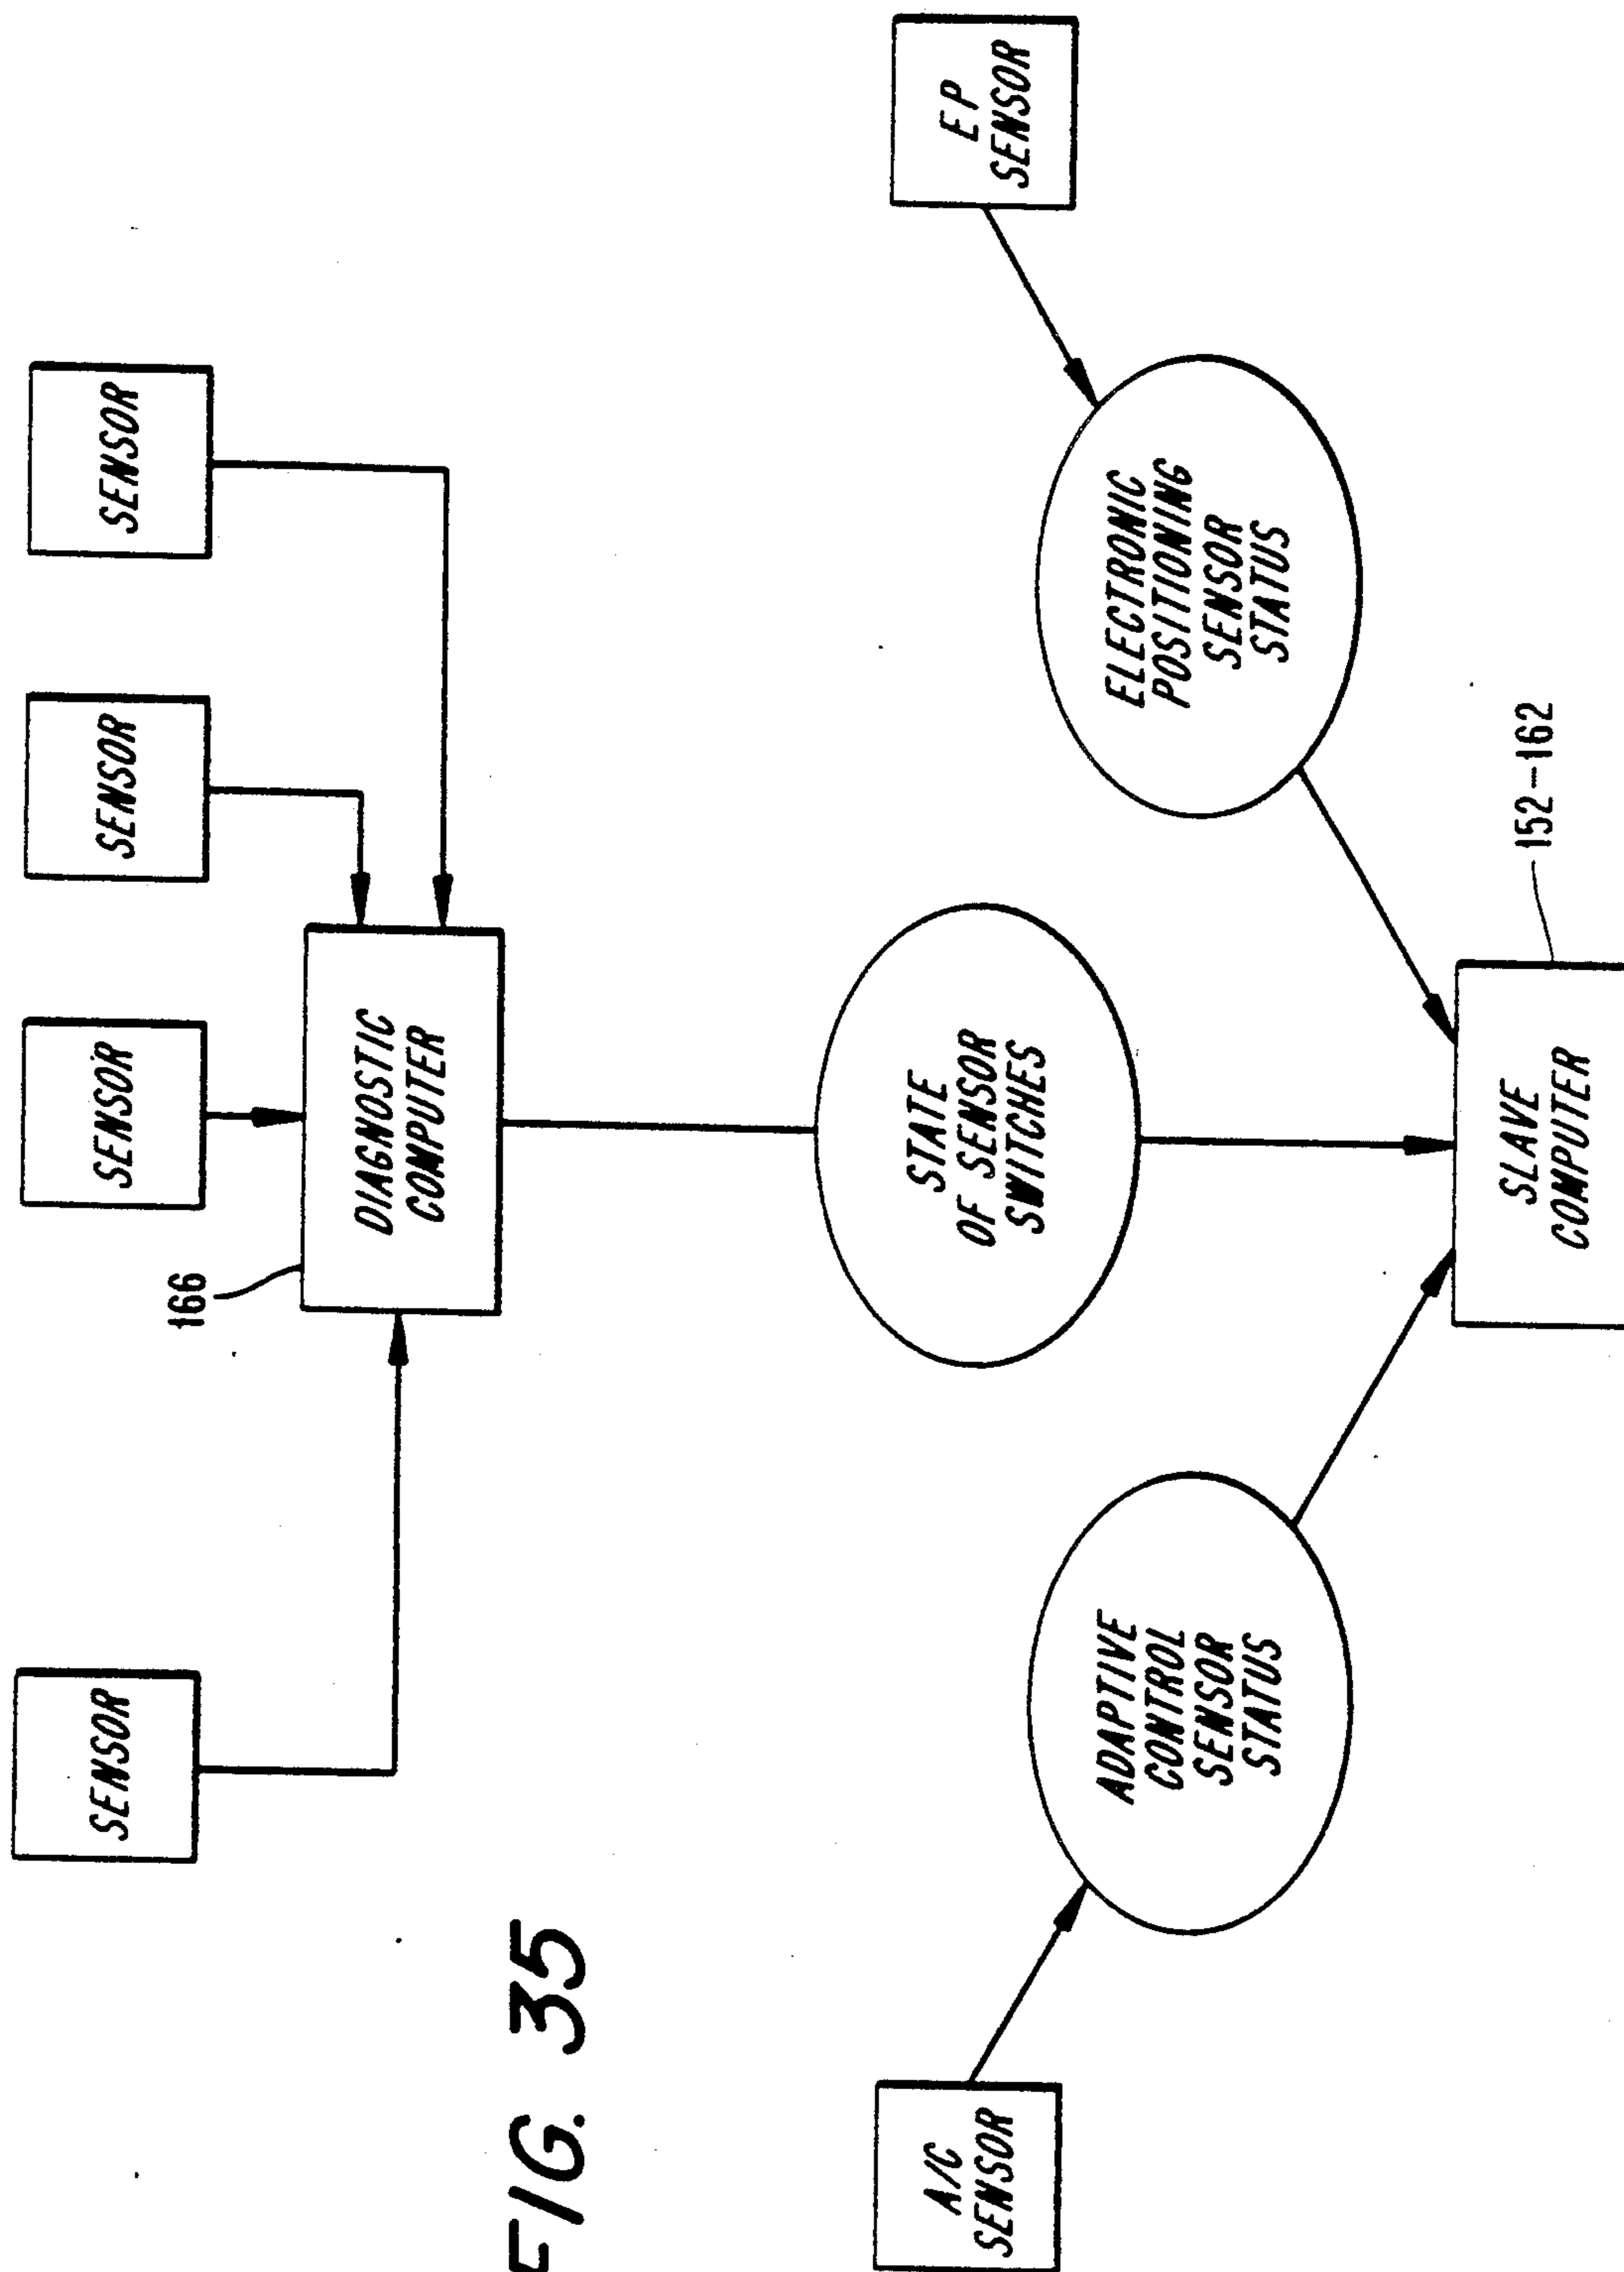 SENSOR
SENSOR
SENSOR
SENSOR
166
DIAGNOSTIC
COMPUTER
FIG. 35
A/C
SENSOR
STATE
OF SENSOR
SWITCHES
EP
SENSOR
ADAPTIVE
CONTROL
SENSOR
STATUS
ELECTRONIC
POSITIONING
SENSOR
STATUS
SLAVE
COMPUTER
152-162